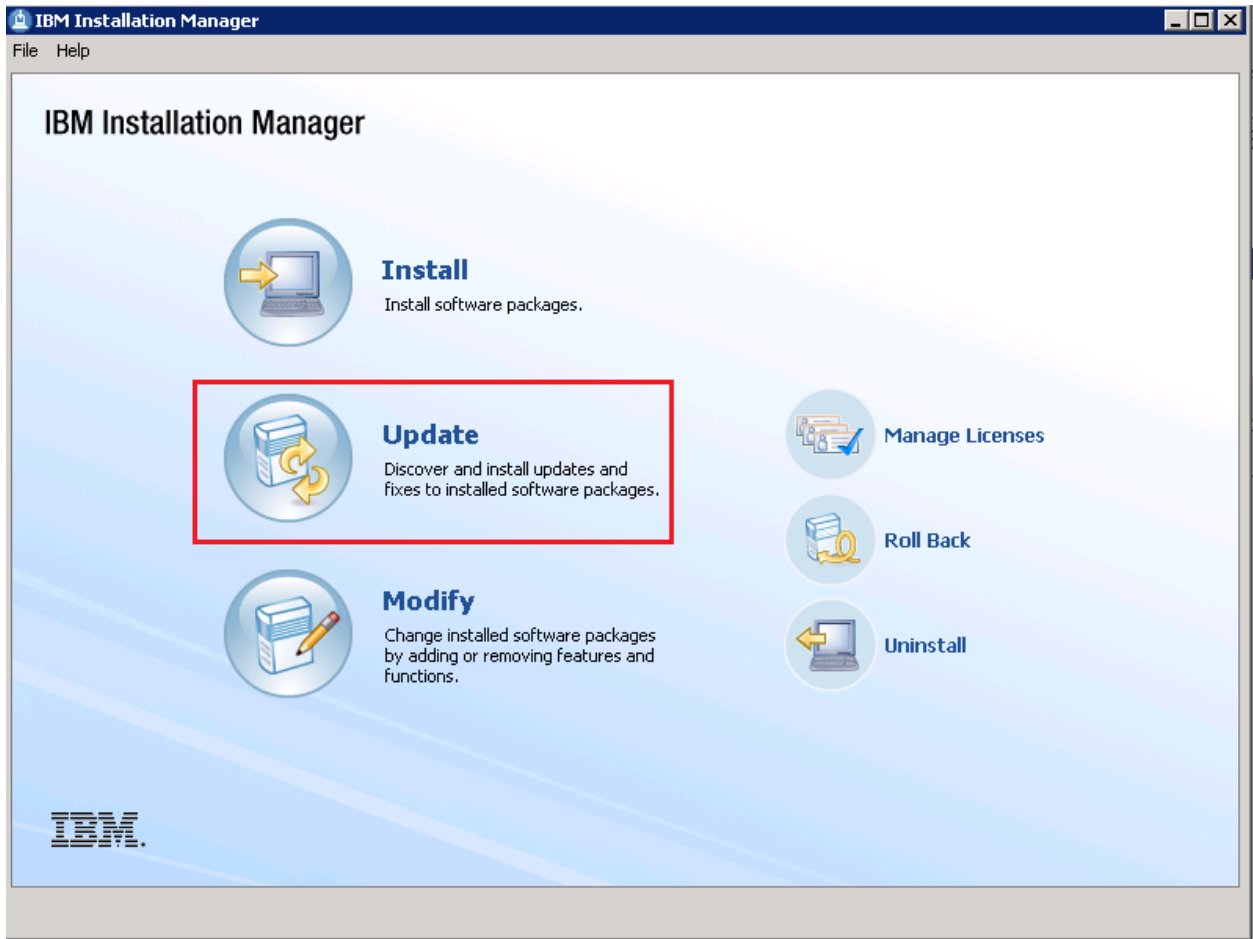 IBM Installation Manager
File Help
IBM Installation Manager
Install
Install software packages.
Update
Discover and install updates and
fixes to installed software packages.
Modify
Change installed software packages
by adding or removing features and
functions.
Manage Licenses
Roll Back
Uninstall
IBM.